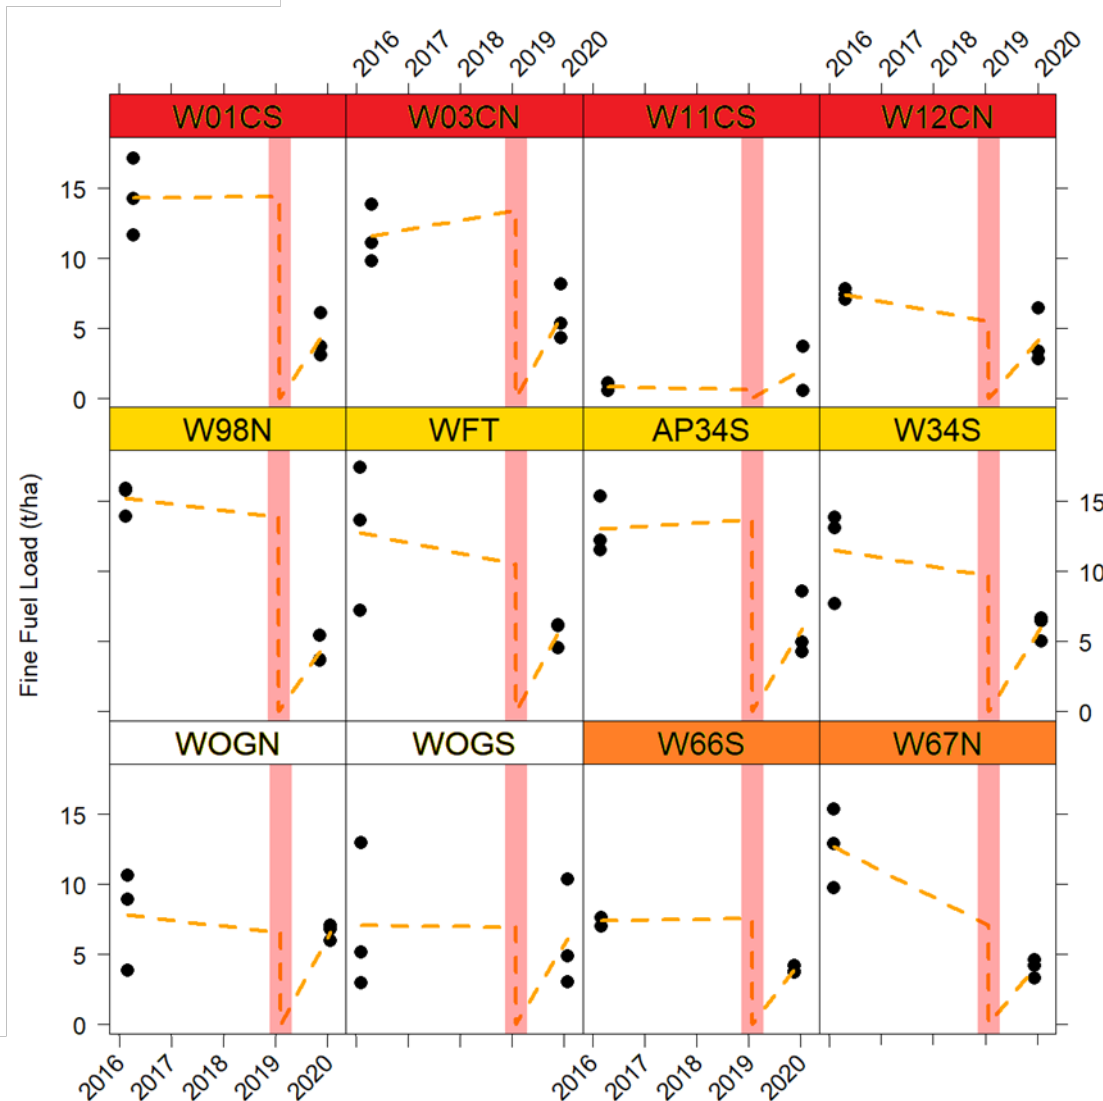 2016 2017 2018 2019 2020 2016 2017 2018 2019 2020
W01CS W03CN W11CS W12CN
15
10
5
0
W98N WFT AP34S W34S
Fine Fuel Load (t/ha)
15
10
5
0
WOGN WOGS W66S W67N
15
10
5
0
2016 2017 2018 2019 2020 2016 2017 2018 2019 2020